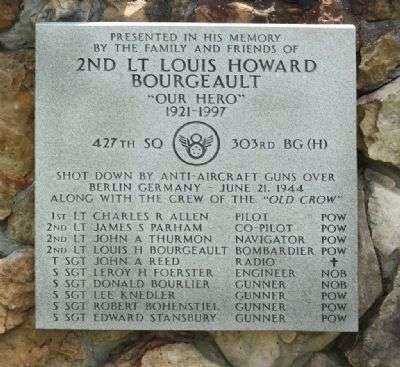 PRESENTED IN HIS MEMORY
BY THE FAMILY AND FRIENDS OF
2ND LT LOUIS HOWARD
BOURGEAULT
"OUR HERO"
1921-1997
427TH SQ 303RD BG (H)
SHOT DOWN BY ANTI-AIRCRAFT GUNS OVER
BERLIN GERMANY - JUNE 21, 1944
ALONG WITH THE CREW OF THE "OLD CROW"
1ST LT CHARLES R ALLEN PILOT POW
2ND LT JAMES S PARHAM CO-PILOT POW
2ND LT JOHN A THURMON NAVIGATOR POW
2ND LT LOUIS H BOURGEAULT BOMBARDIER POW
T SGT JOHN A REED RADIO ✝
S SGT LEROY H FOERSTER ENGINEER NOB
S SGT DONALD BOURLIER GUNNER NOB
S SGT LEE KNEDLER GUNNER POW
S SGT ROBERT BOHENSTIEL GUNNER POW
S SGT EDWARD STANSBURY GUNNER POW